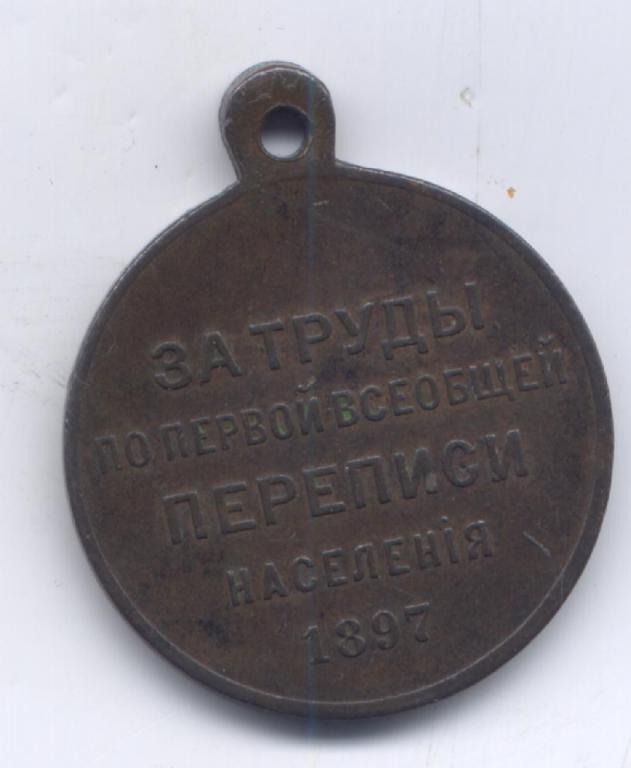 ЗА ТРУДЫ
ПО ПЕРВОЙ ВСЕОБЩЕЙ
ПЕРЕПИСИ
НАСЕЛЕНІЯ
1897